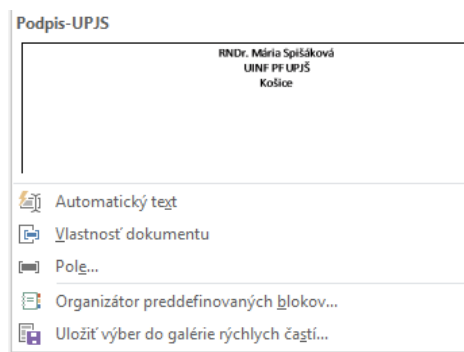 Podpis-UPJS
RNDr. Mária Spišáková
UINF PF UPJŠ
Košice
Automatický text
Vlastnosť dokumentu
Pole...
Organizátor preddefinovaných blokov...
Uložiť výber do galérie rýchlych častí...